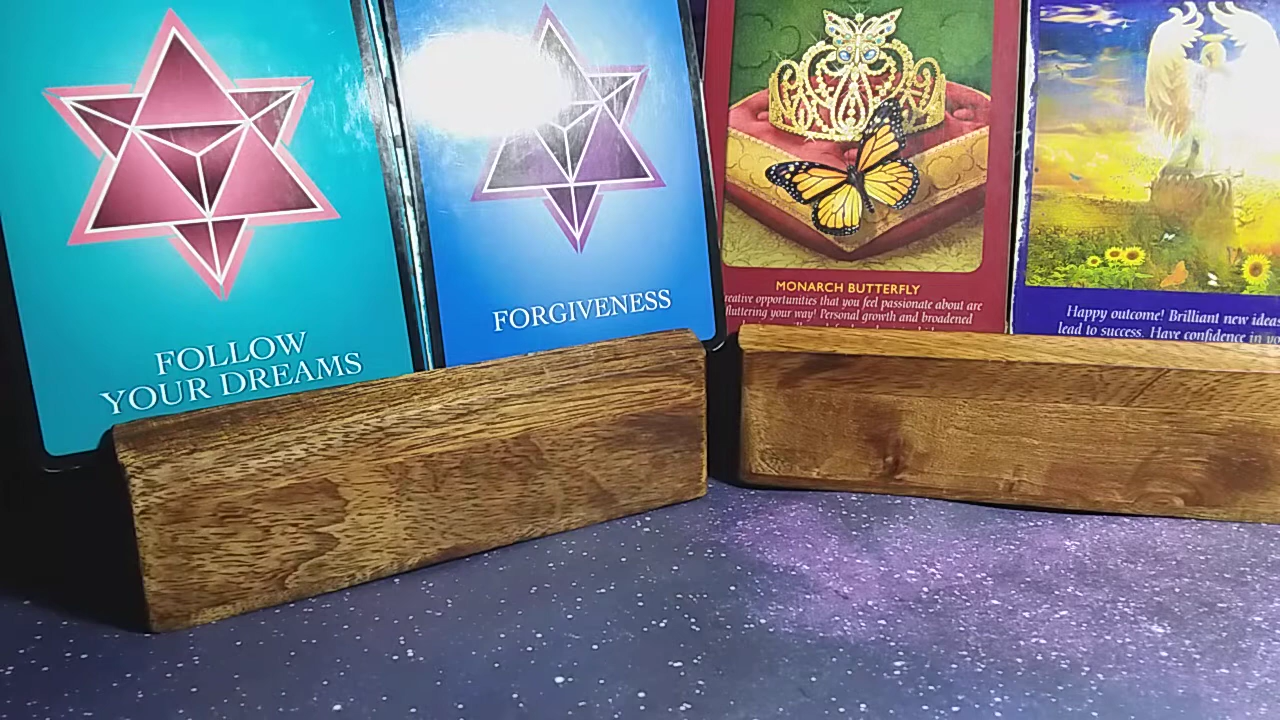 FOLLOW
YOUR DREAMS
FORGIVENESS
MONARCH BUTTERFLY
reative opportunities that you feel passionate about are
fluttering your way! Personal growth and broadened
Happy outcome! Brilliant new ideas
lead to success. Have confidence in yo